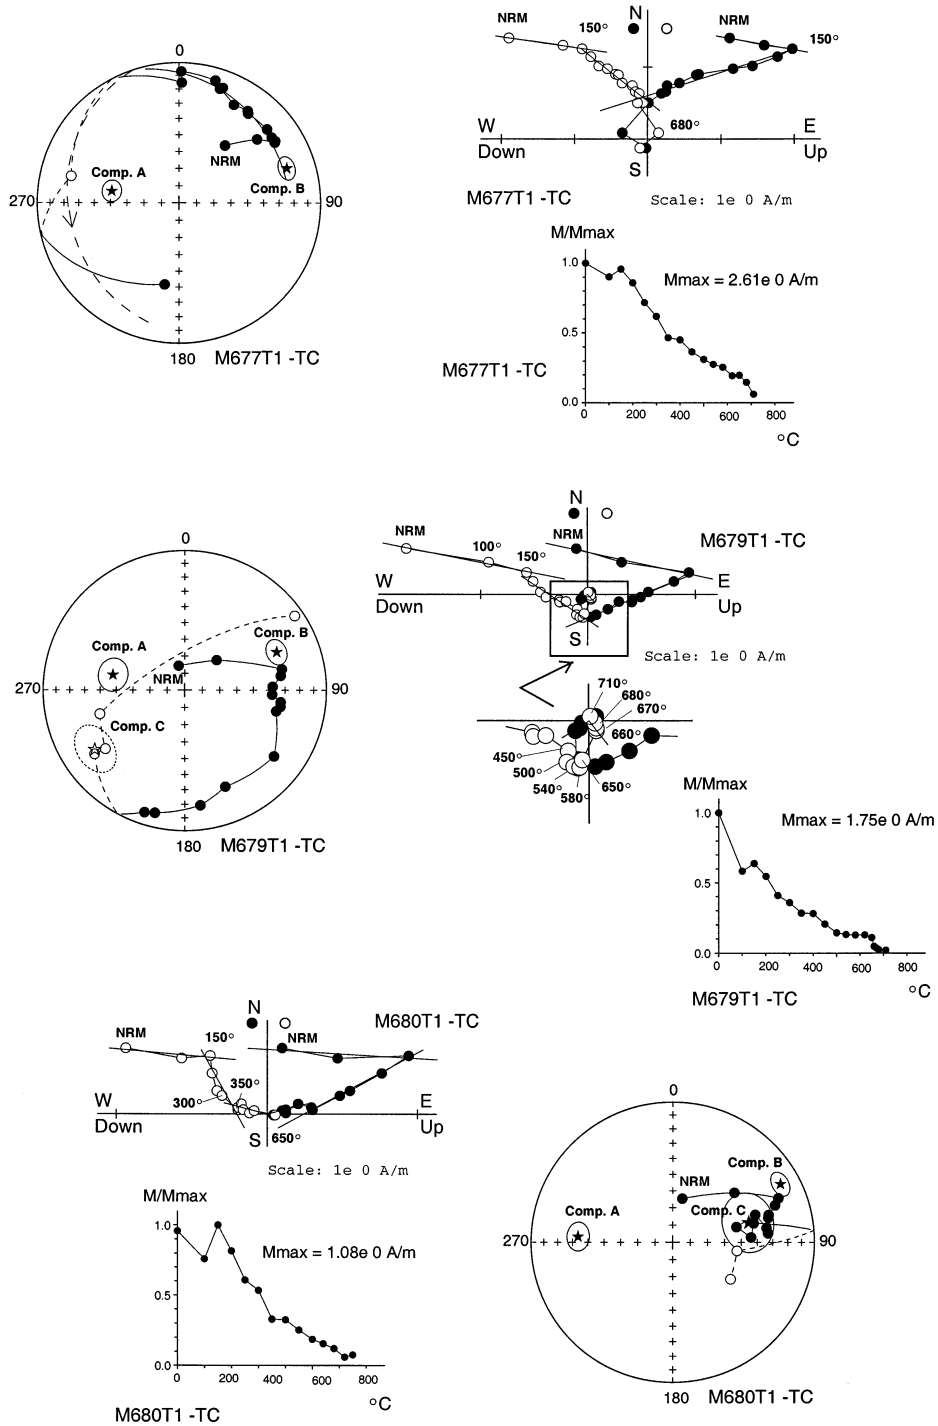 0
Comp. A
NRM
Comp. B
270
90
180
M677T1 -TC
N
NRM
150°
NRM
150°
W
680°
E
Down
Up
S
M677T1 -TC
Scale: 1e 0 A/m
M/Mmax
1.0
Mmax = 2.61e 0 A/m
0.5
M677T1 -TC
0.0
0
200
400
600
800
°C
0
Comp. A
Comp. B
NRM
270
90
Comp. C
180
M679T1 -TC
N
NRM
NRM
M679T1 -TC
100°
150°
W
E
Down
Up
S
Scale: 1e 0 A/m
710°
680°
670°
660°
450°
500°
650°
540°
580°
M/Mmax
1.0
Mmax = 1.75e 0 A/m
0.5
0.0
0
200
400
600
800
°C
M679T1 -TC
N
M680T1 -TC
NRM
150°
NRM
350°
W
300°
E
Down
S
650°
Up
Scale: 1e 0 A/m
M/Mmax
1.0
Mmax = 1.08e 0 A/m
0.5
0.0
0
200
400
600
800
°C
M680T1 -TC
0
Comp. B
NRM
Comp. A
Comp. C
270
90
180
M680T1 -TC